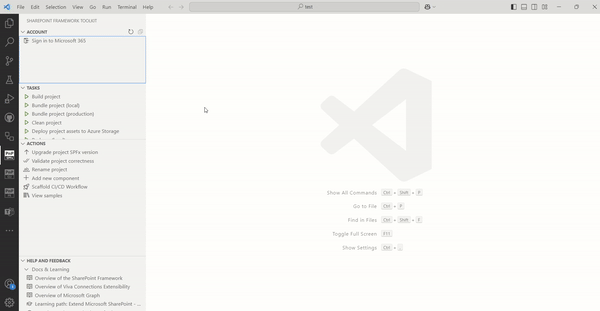 File Edit Selection View Go Run Terminal Help
test
SHAREPOINT FRAMEWORK TOOLKIT
ACCOUNT
Sign in to Microsoft 365
TASKS
Build project
Bundle project (local)
Bundle project (production)
Clean project
Deploy project assets to Azure Storage
ACTIONS
Upgrade project SPFx version
Validate project correctness
Rename project
Add new component
Scaffold CI/CD Workflow
View samples
Show All Commands Ctrl + Shift + P
Go to File Ctrl + P
Find in Files Ctrl + Shift + F
Toggle Full Screen F11
Show Settings Ctrl + ,
HELP AND FEEDBACK
Docs & Learning
Overview of the SharePoint Framework
Overview of Viva Connections Extensibility
Overview of Microsoft Graph
Learning path: Extend Microsoft SharePoint - ...